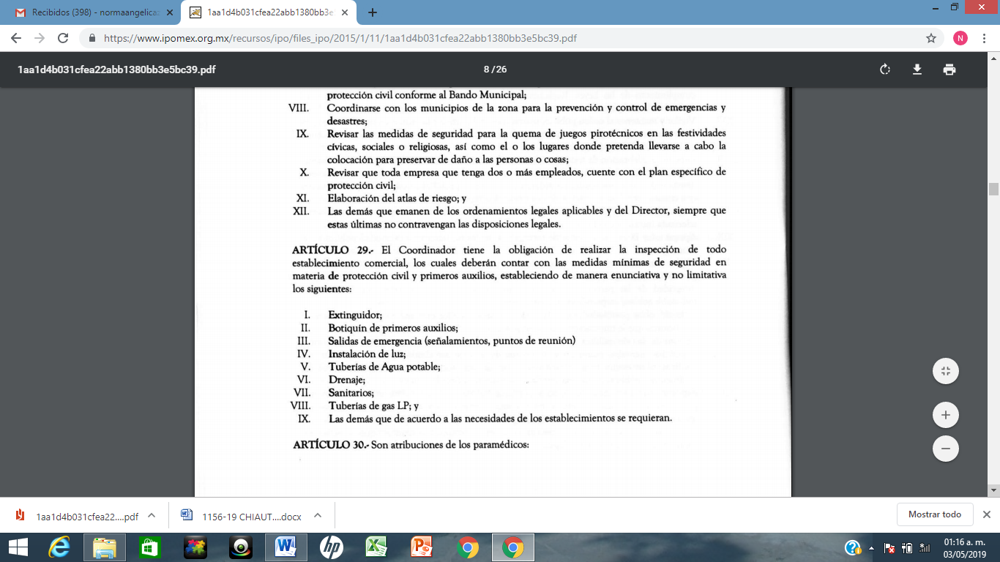 Recibidos (398) - normaangelica
1aa1d4b031cfea22abb1380bb3e
https://www.ipomex.org.mx/recursos/ipo/files_ipo/2015/1/11/1aa1d4b031cfea22abb1380bb3e5bc39.pdf
N
1aa1d4b031cfea22abb1380bb3e5bc39.pdf
8 / 26
protección civil conforme al Bando Municipal;
VIII. Coordinarse con los municipios de la zona para la prevención y control de emergencias y
desastres;
IX. Revisar las medidas de seguridad para la quema de juegos pirotécnicos en las festividades
cívicas, sociales o religiosas, así como el o los lugares donde pretenda llevarse a cabo la
colocación para preservar de daño a las personas o cosas;
X. Revisar que toda empresa que tenga dos o más empleados, cuente con el plan específico de
protección civil;
XI. Elaboración del atlas de riesgo; y
XII. Las demás que emanen de los ordenamientos legales aplicables y del Director, siempre que
estas últimas no contravengan las disposiciones legales.
ARTÍCULO 29.- El Coordinador tiene la obligación de realizar la inspección de todo
establecimiento comercial, los cuales deberán contar con las medidas mínimas de seguridad en
materia de protección civil y primeros auxilios, estableciendo de manera enunciativa y no limitativa
los siguientes:
I. Extinguidor;
II. Botiquín de primeros auxilios;
III. Salidas de emergencia (señalamientos, puntos de reunión)
IV. Instalación de luz;
V. Tuberías de Agua potable;
VI. Drenaje;
VII. Sanitarios;
VIII. Tuberías de gas LP; y
IX. Las demás que de acuerdo a las necesidades de los establecimientos se requieran.
ARTÍCULO 30.- Son atribuciones de los paramédicos:
1aa1d4b031cfea22....pdf
1156-19 CHIAUT....docx
Mostrar todo
01:16 a. m.
03/05/2019